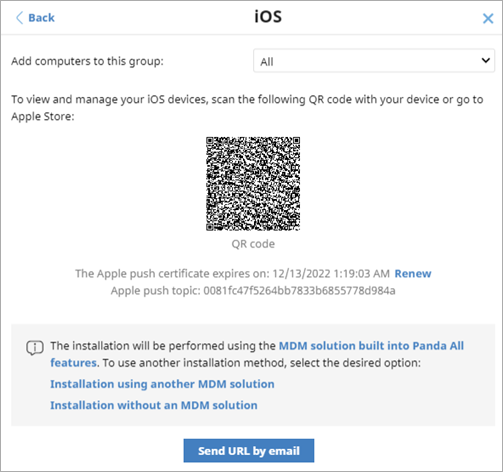 Back
iOS
Add computers to this group:
All
To view and manage your iOS devices, scan the following QR code with your device or go to
Apple Store:
QR code
The Apple push certificate expires on: 12/13/2022 1:19:03 AM Renew
Apple push topic: 0081fc47f5264bb7833b6855778d984a
The installation will be performed using the MDM solution built into Panda All
features. To use another installation method, select the desired option:
Installation using another MDM solution
Installation without an MDM solution
Send URL by email